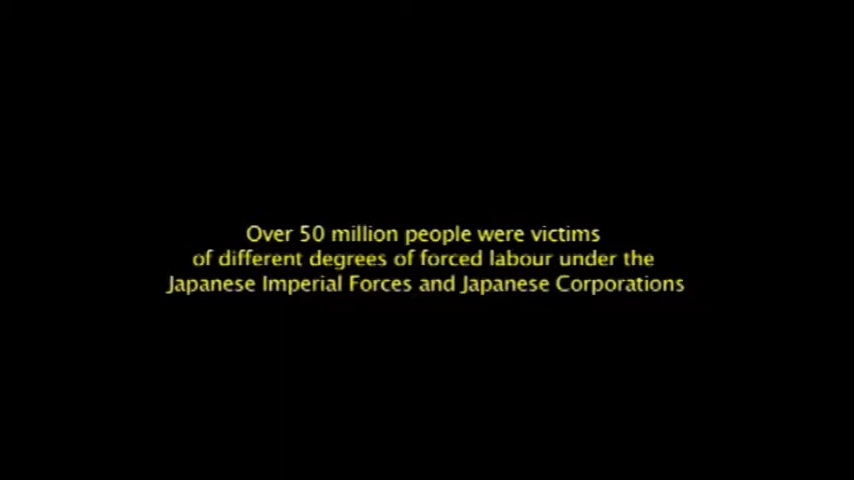 Over 50 million people were victims
of different degrees of forced labour under the
Japanese Imperial Forces and Japanese Corporations